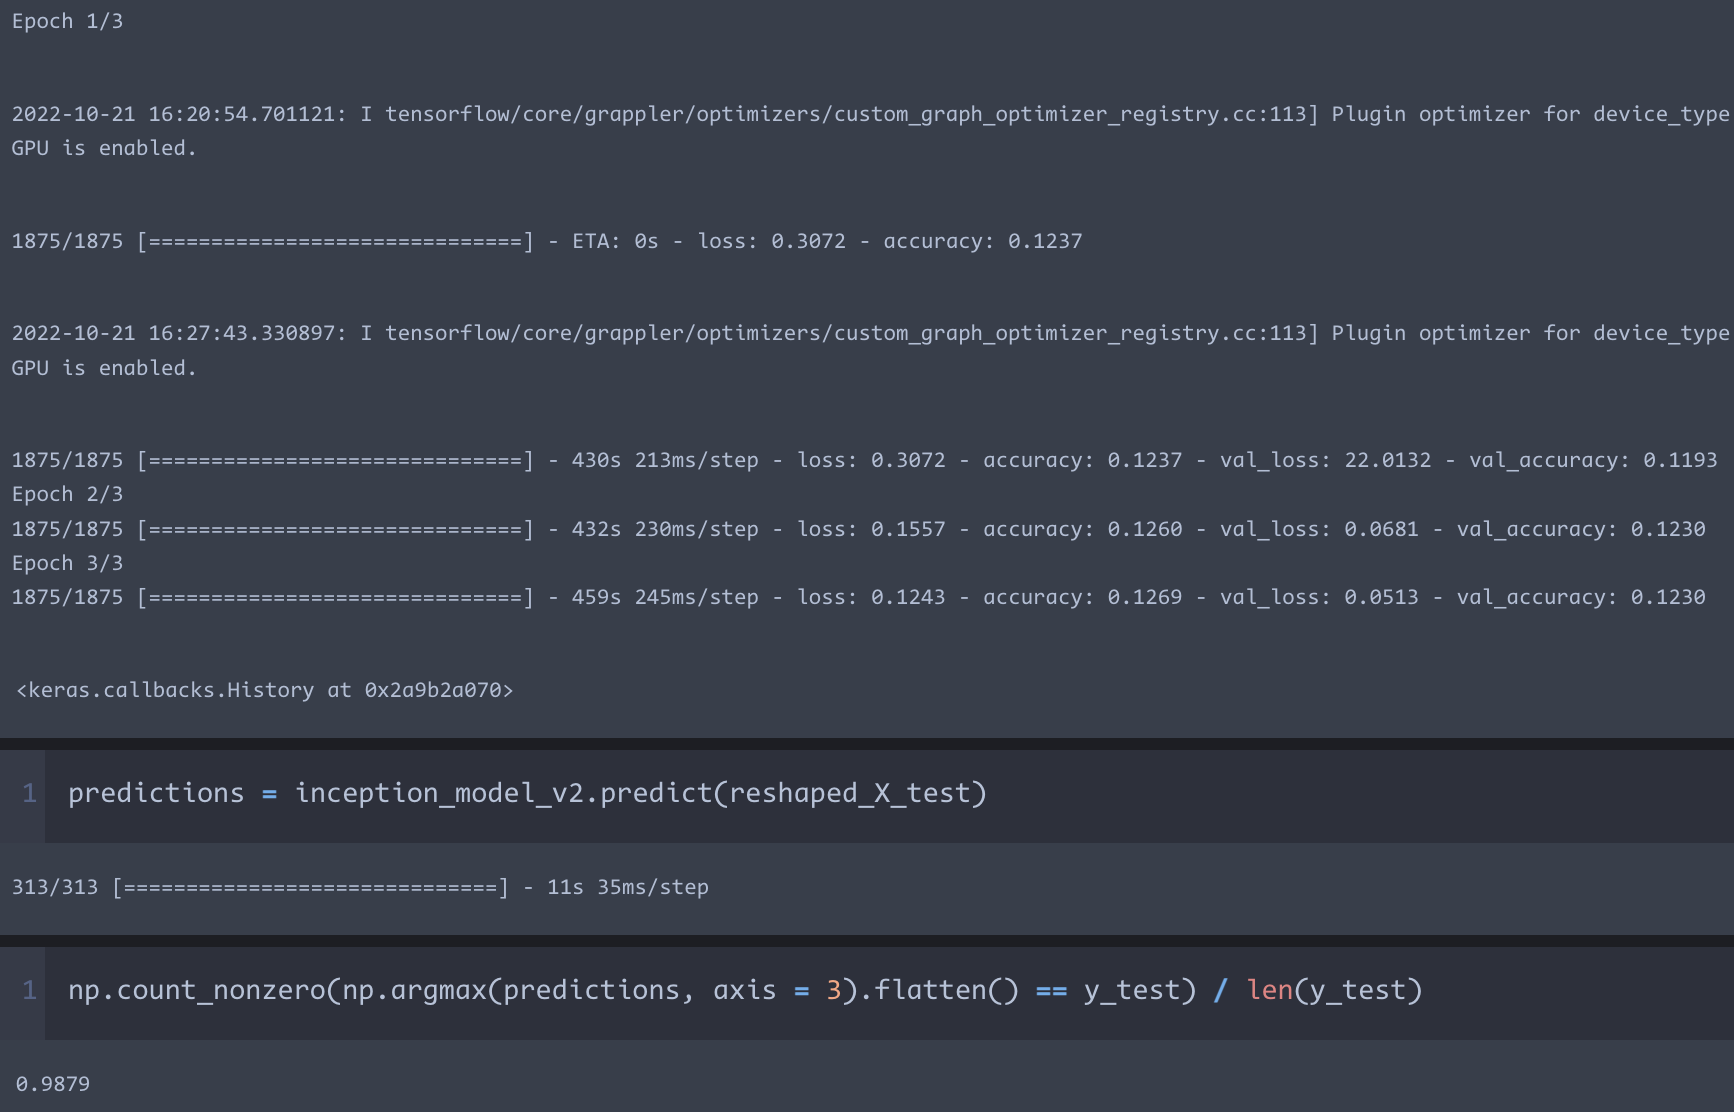 Epoch 1/3
2022-10-21 16:20:54.701121: I tensorflow/core/grappler/optimizers/custom_graph_optimizer_registry.cc:113] Plugin optimizer for device_type
GPU is enabled.
1875/1875 [==============================] - ETA: 0s - loss: 0.3072 - accuracy: 0.1237
2022-10-21 16:27:43.330897: I tensorflow/core/grappler/optimizers/custom_graph_optimizer_registry.cc:113] Plugin optimizer for device_type
GPU is enabled.
1875/1875 [==============================] - 430s 213ms/step - loss: 0.3072 - accuracy: 0.1237 - val_loss: 22.0132 - val_accuracy: 0.1193
Epoch 2/3
1875/1875 [==============================] - 432s 230ms/step - loss: 0.1557 - accuracy: 0.1260 - val_loss: 0.0681 - val_accuracy: 0.1230
Epoch 3/3
1875/1875 [==============================] - 459s 245ms/step - loss: 0.1243 - accuracy: 0.1269 - val_loss: 0.0513 - val_accuracy: 0.1230
<keras.callbacks.History at 0x2a9b2a070>
1 predictions = inception_model_v2.predict(reshaped_X_test)
313/313 [==============================] - 11s 35ms/step
1 np.count_nonzero(np.argmax(predictions, axis = 3).flatten() == y_test) / len(y_test)
0.9879